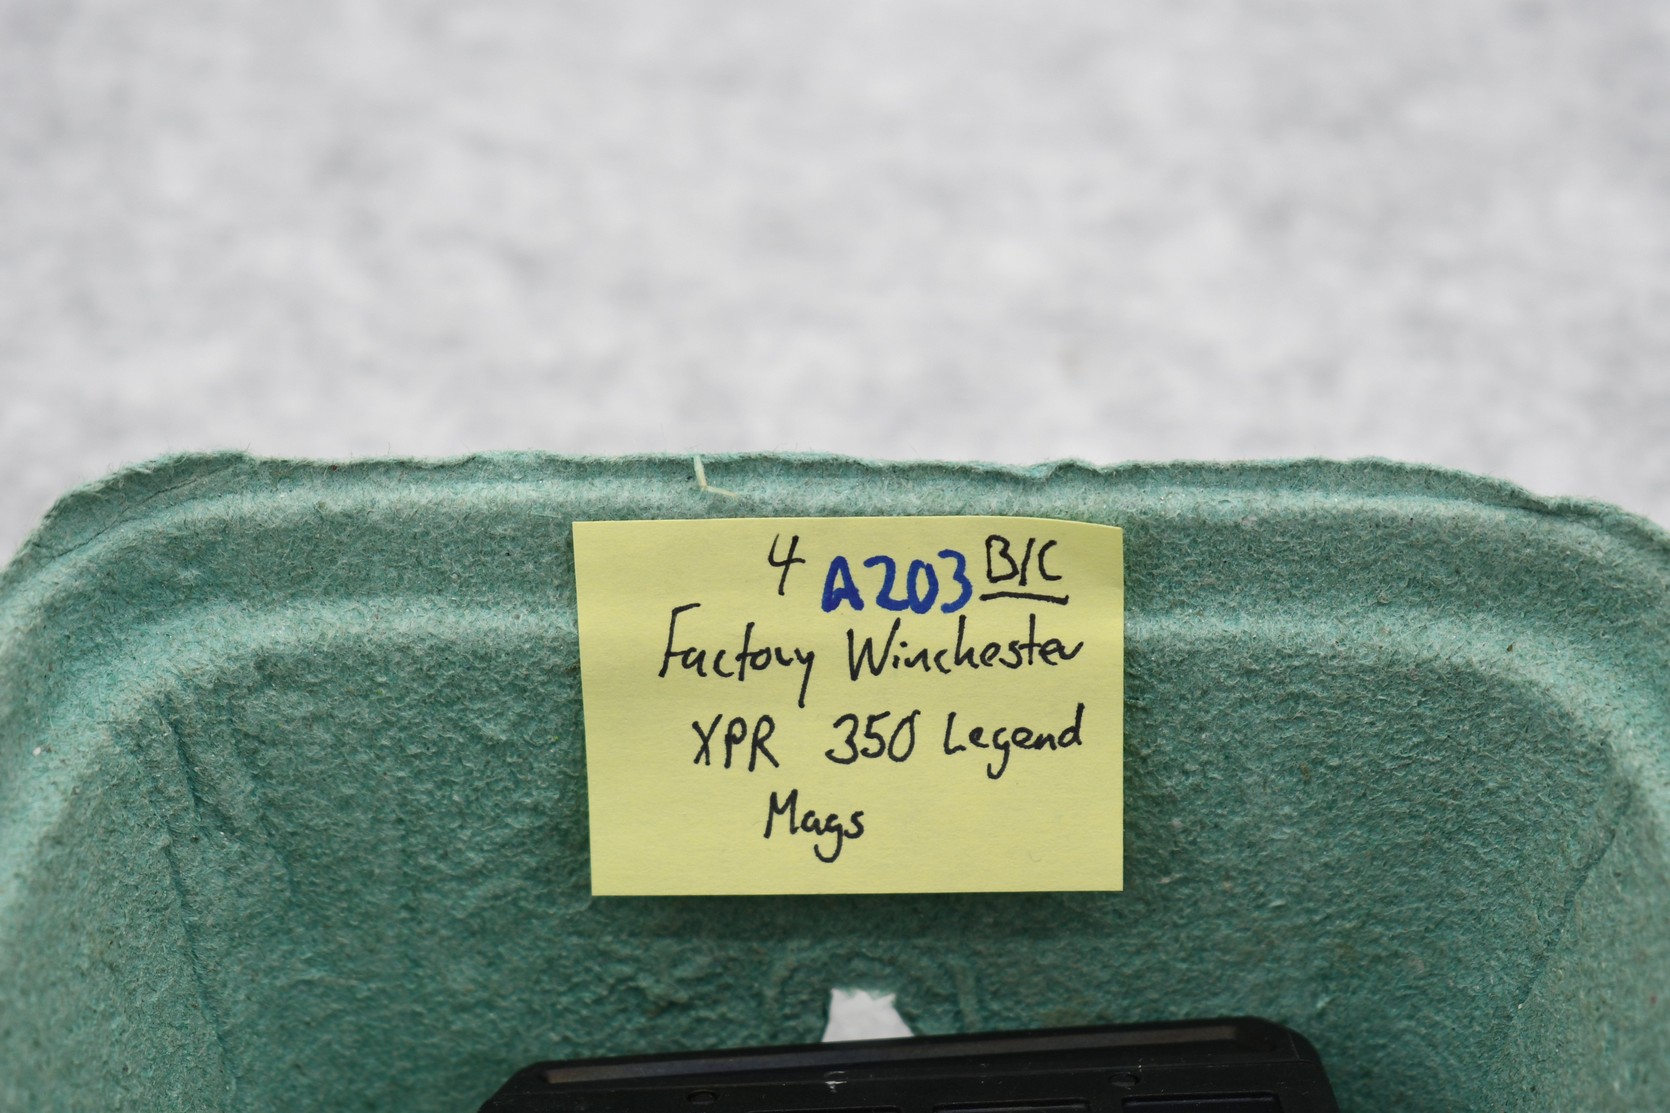 4 A203 B/C
Factory Winchester
XPR 350 Legend
Mags